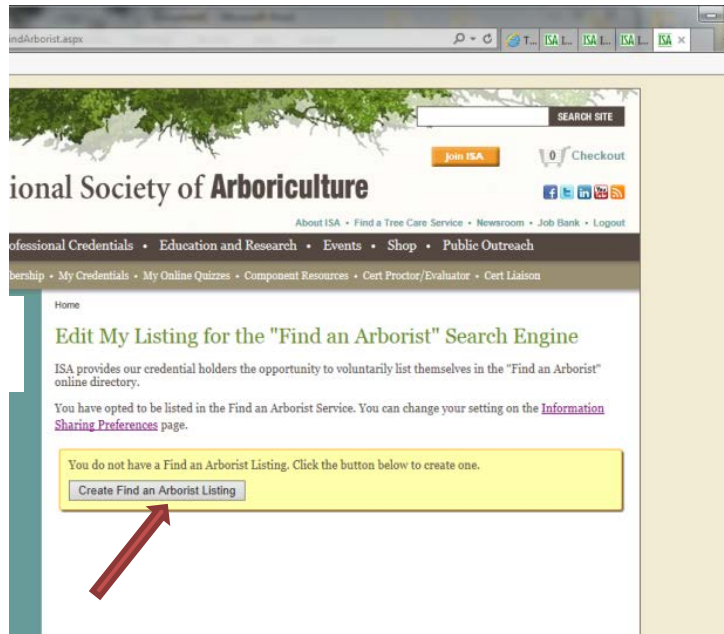 indArborist.aspx
T... ISA L... ISA L... ISA L... ISA ×
SEARCH SITE
Join ISA
0 Checkout
ional Society of Arboriculture
About ISA • Find a Tree Care Service • Newsroom • Job Bank • Logout
ofessional Credentials • Education and Research • Events • Shop • Public Outreach
bership • My Credentials • My Online Quizzes • Component Resources • Cert Proctor/Evaluator • Cert Liaison
Home
Edit My Listing for the "Find an Arborist" Search Engine
ISA provides our credential holders the opportunity to voluntarily list themselves in the "Find an Arborist"
online directory.
You have opted to be listed in the Find an Arborist Service. You can change your setting on the Information
Sharing Preferences page.
You do not have a Find an Arborist Listing. Click the button below to create one.
Create Find an Arborist Listing